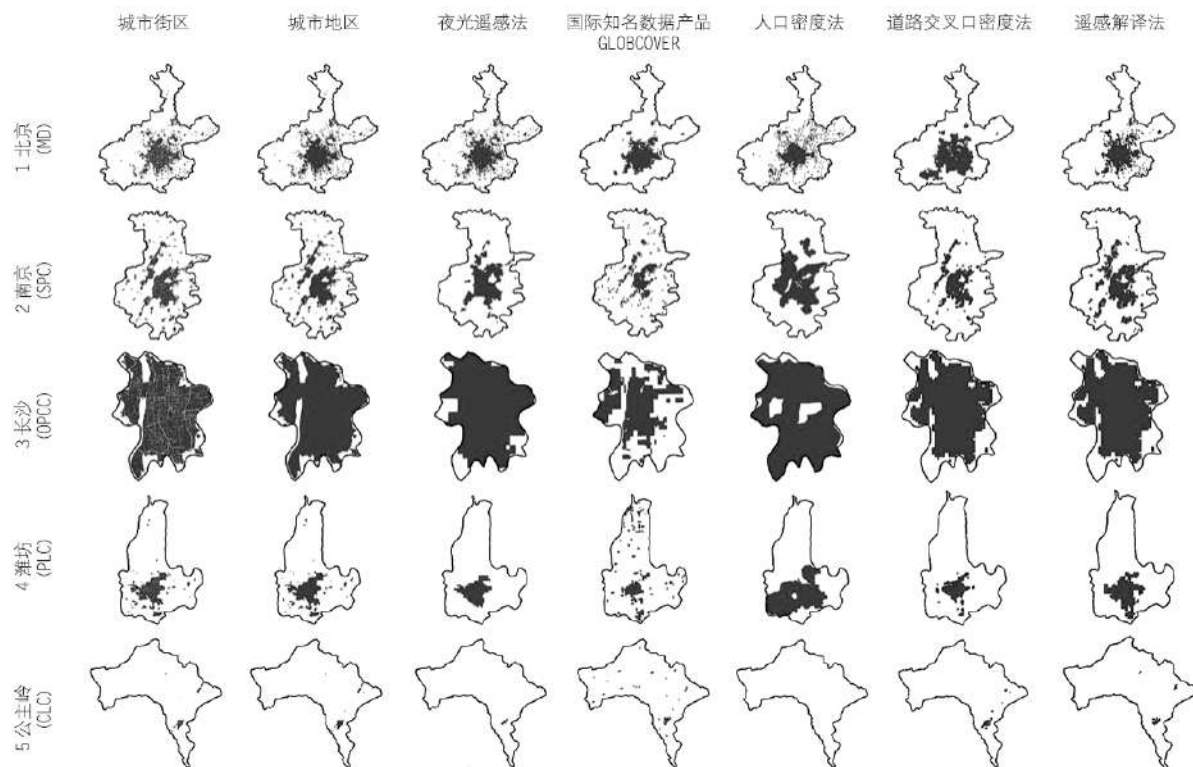 城市街区
城市地区
夜光遥感法
国际知名数据产品
GLOBCOVER
人口密度法
道路交叉口密度法
遥感解译法
1 北京
(MD)
2 南京
(SPC)
3 长沙
(OPCC)
4 潍坊
(PLC)
5 公主岭
(CLC)